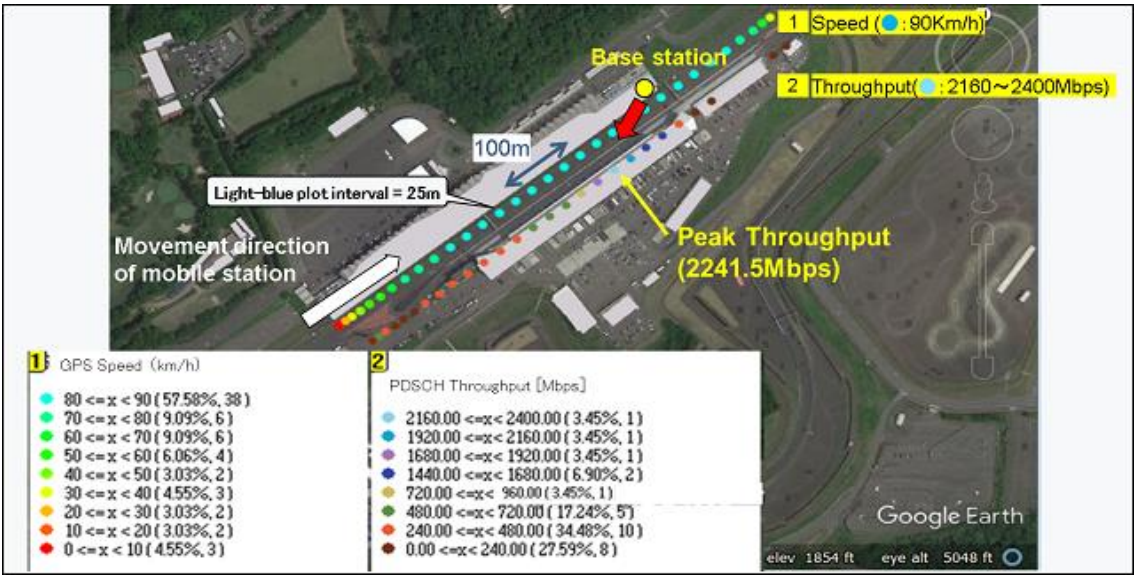 1 Speed ( : 90Km/h)
Base station
2 Throughput( : 2160～2400Mbps)
100m
Light-blue plot interval = 25m
Movement direction
of mobile station
Peak Throughput
(2241.5Mbps)
1 GPS Speed (km/h)
80 <= x < 90 ( 57.58%, 38 )
70 <= x < 80 ( 9.09%, 6 )
60 <= x < 70 ( 9.09%, 6 )
50 <= x < 60 ( 6.06%, 4 )
40 <= x < 50 ( 3.03%, 2 )
30 <= x < 40 ( 4.55%, 3 )
20 <= x < 30 ( 3.03%, 2 )
10 <= x < 20 ( 3.03%, 2 )
0 <= x < 10 ( 4.55%, 3 )
2
PDSCH Throughput [Mbps]
2160.00 <=x< 2400.00 ( 3.45%, 1 )
1920.00 <=x< 2160.00 ( 3.45%, 1 )
1680.00 <=x< 1920.00 ( 3.45%, 1 )
1440.00 <=x< 1680.00 ( 6.90%, 2 )
720.00 <=x< 960.00 ( 3.45%, 1 )
480.00 <=x< 720.00 ( 17.24%, 5 )
240.00 <=x< 480.00 ( 34.48%, 10 )
0.00 <=x< 240.00 ( 27.59%, 8 )
Google Earth
elev 1854 ft eye alt 5048 ft